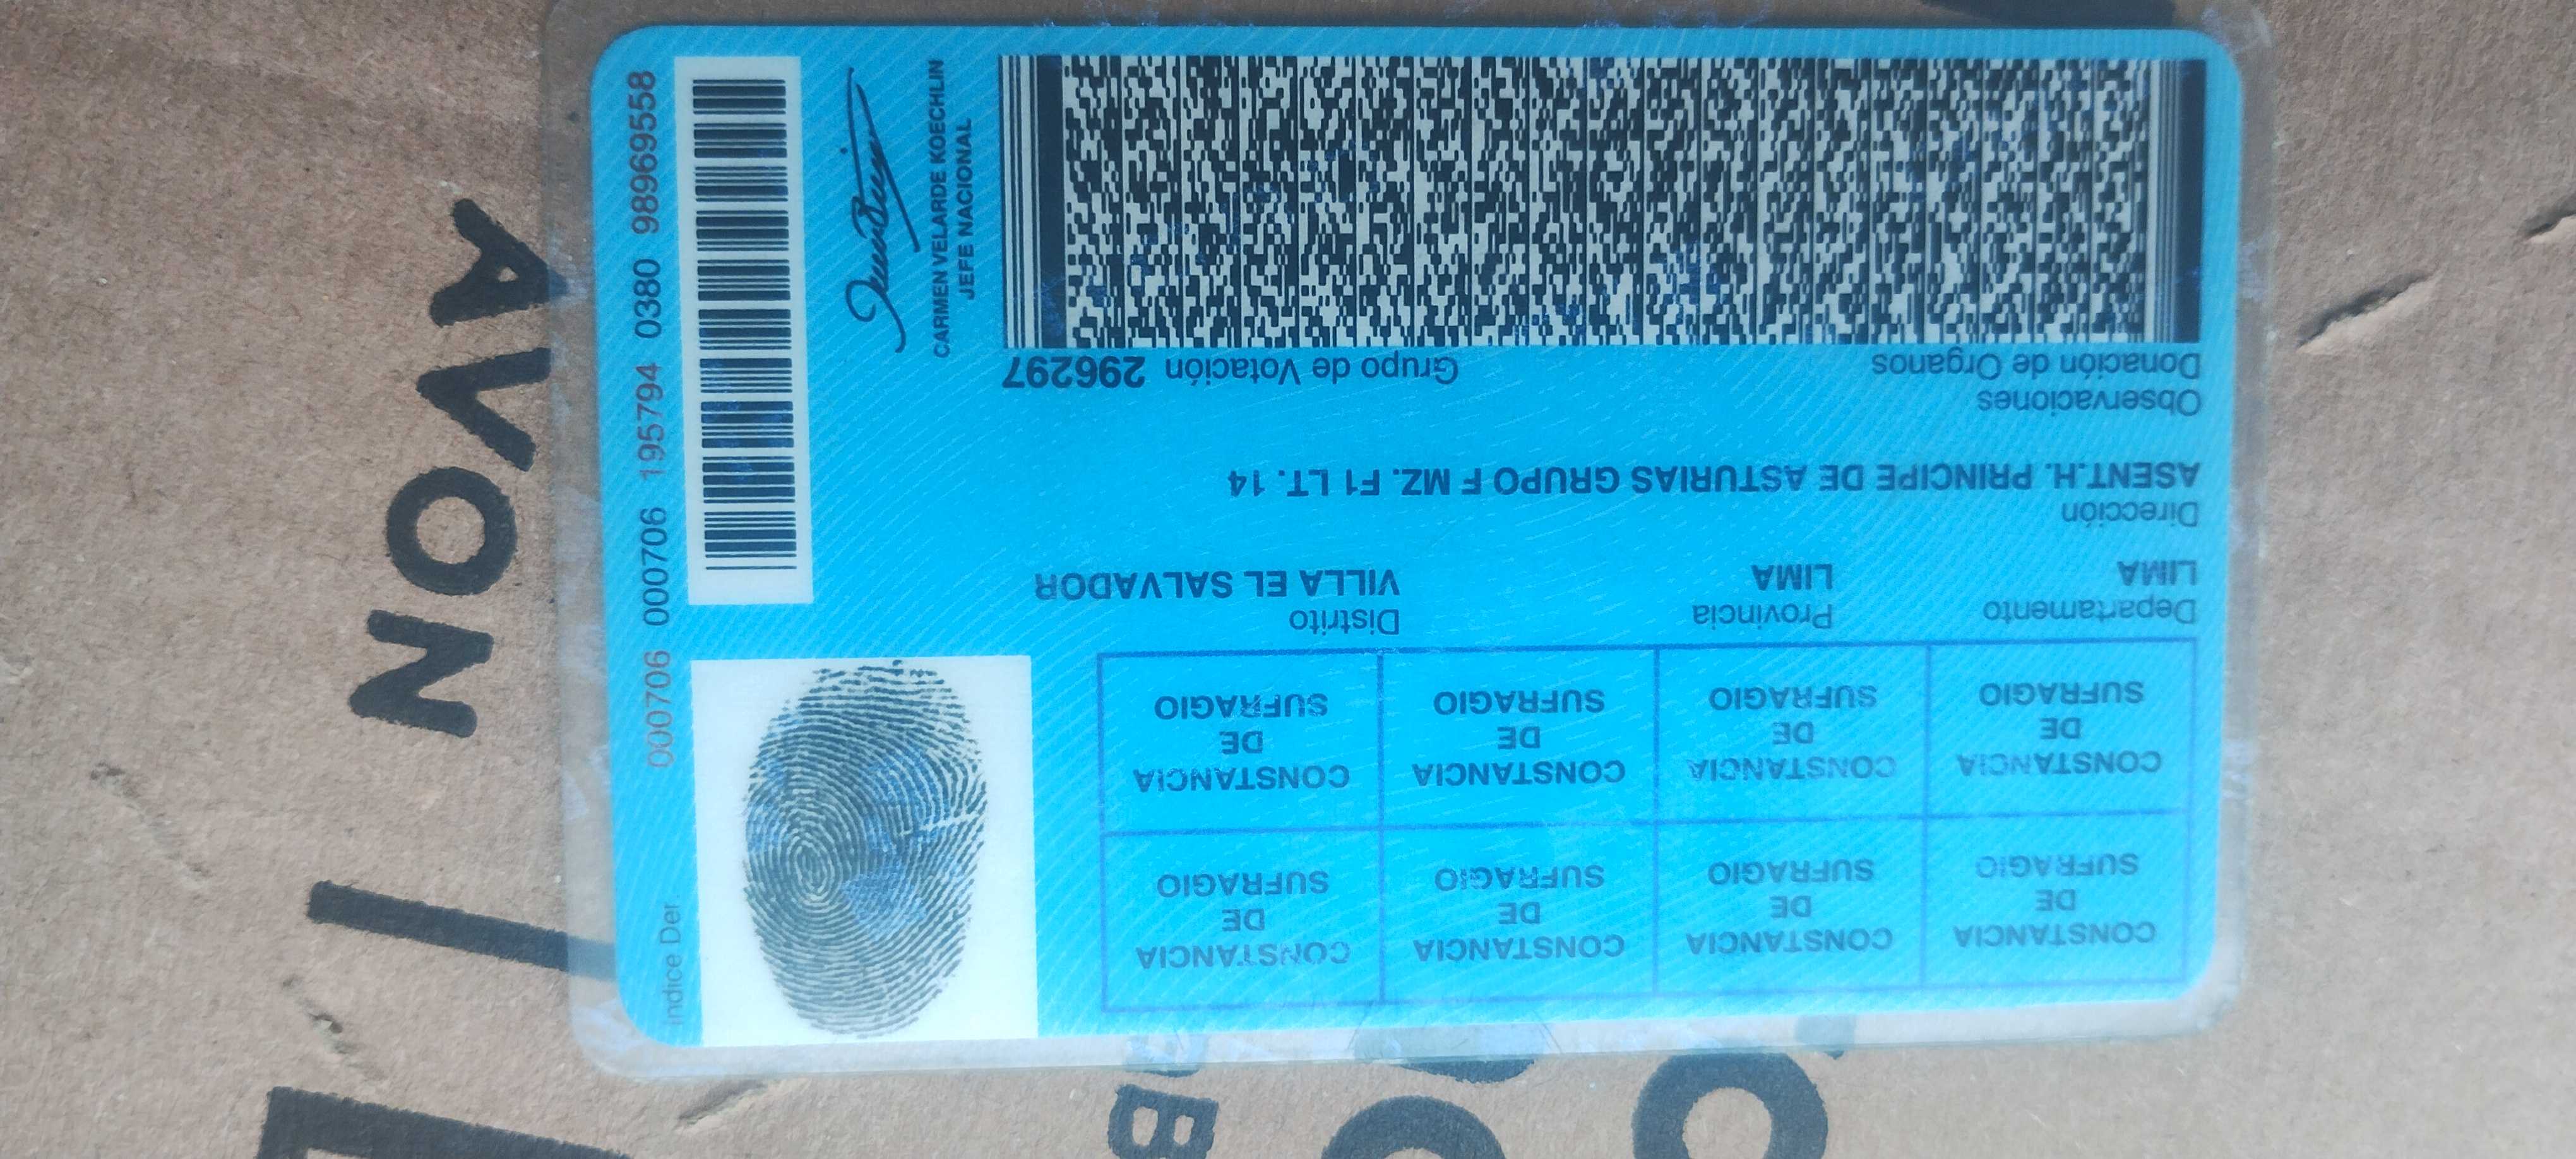 CONSTANCIA DE SUFRAGIO
CONSTANCIA DE SUFRAGIO
CONSTANCIA DE SUFRAGIO
CONSTANCIA DE SUFRAGIO
CONSTANCIA DE SUFRAGIO
CONSTANCIA DE SUFRAGIO
CONSTANCIA DE SUFRAGIO
CONSTANCIA DE SUFRAGIO
Departamento Provincia Distrito
LIMA LIMA VILLA EL SALVADOR
Dirección
ASENT.H. PRINCIPE DE ASTURIAS GRUPO F MZ. F1 LT. 14
Observaciones
Donación de Organos Grupo de Votación 296297
Indice Der.
000706 000706 195794 0380 98969558
CARMEN VELARDE KOECHLIN
JEFE NACIONAL
AVON /